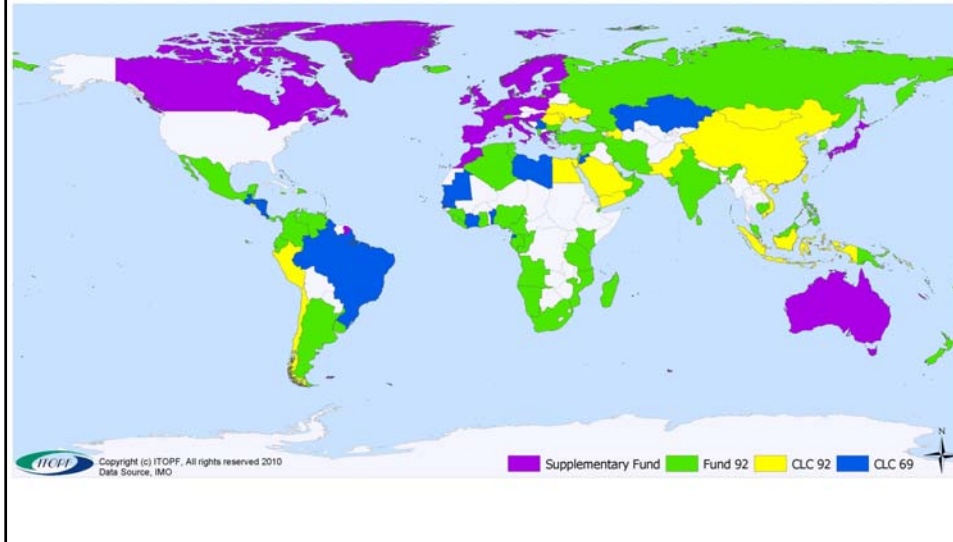 N
ITOPF
Copyright (c) ITOPF, All rights reserved 2010
Data Source, IMO
Supplementary Fund
Fund 92
CLC 92
CLC 69